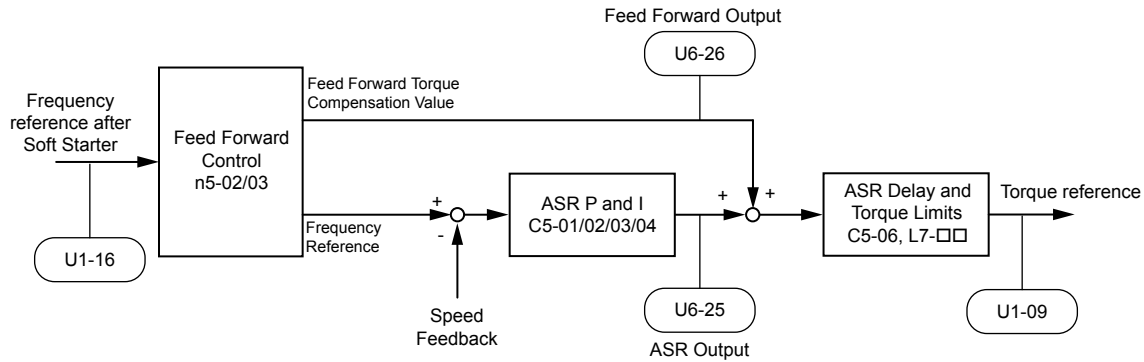 Feed Forward Output
U6-26
Feed Forward Torque
Compensation Value
Frequency
reference after
Soft Starter
Feed Forward
Control
n5-02/03
+
+
ASR P and I
C5-01/02/03/04
ASR Delay and
Torque Limits
C5-06, L7-□□
Torque reference
+
-
Frequency
Reference
U1-16
Speed
Feedback
U6-25
ASR Output
U1-09